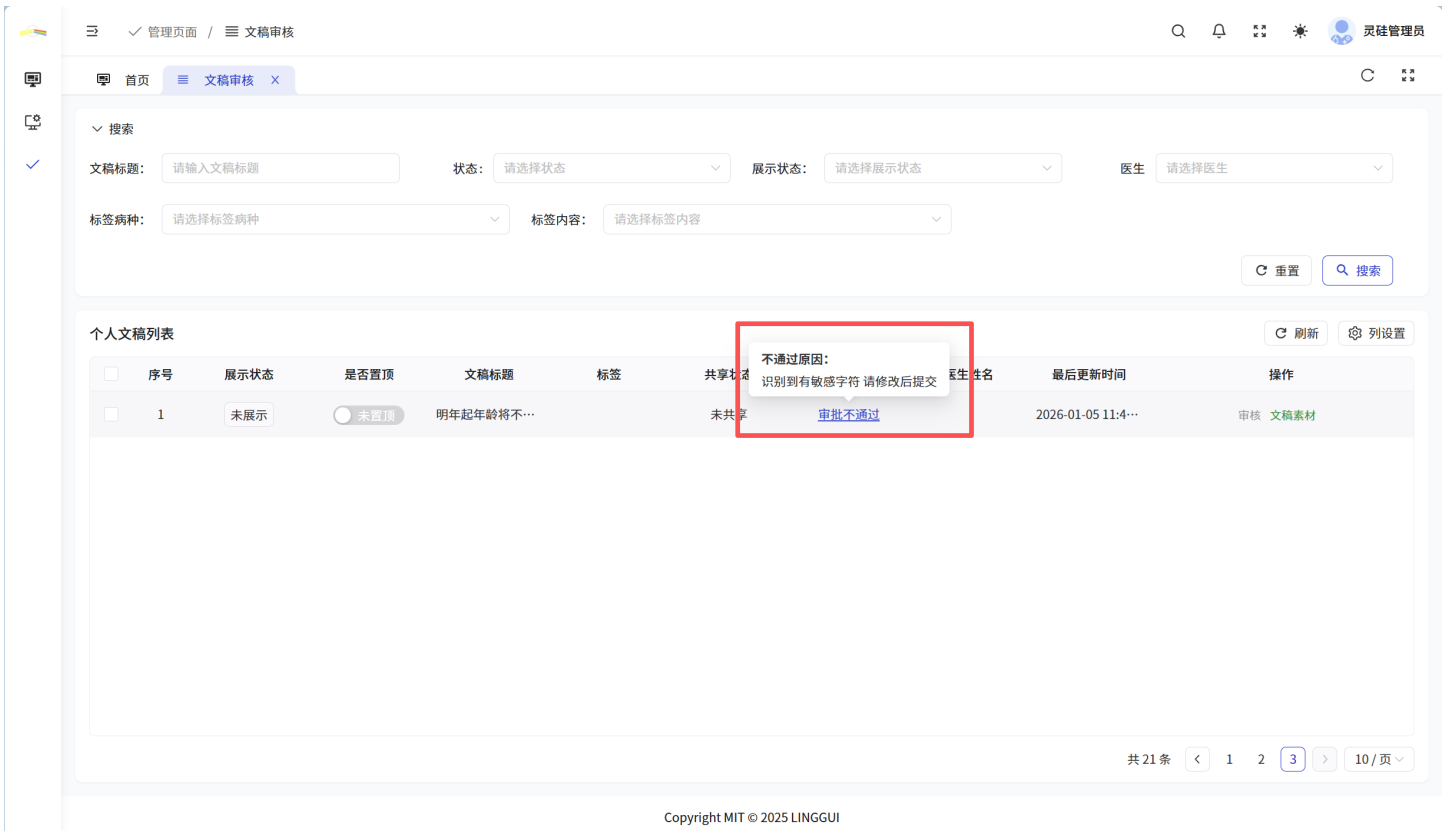 管理页面 / 文稿审核
灵硅管理员
首页
文稿审核 X
搜索
文稿标题： 请输入文稿标题 状态： 请选择状态 展示状态： 请选择展示状态 医生 请选择医生
标签病种： 请选择标签病种 标签内容： 请选择标签内容
重置 搜索
个人文稿列表
刷新 列设置
不通过原因：
识别到有敏感字符 请修改后提交
序号 展示状态 是否置顶 文稿标题 标签 共享状态 医生姓名 最后更新时间 操作
1 未展示 未置顶 明年起年龄将不… 未共享 审批不通过 2026-01-05 11:4… 审核 文稿素材
共 21 条 1 2 3 10 / 页
Copyright MIT © 2025 LINGGUI